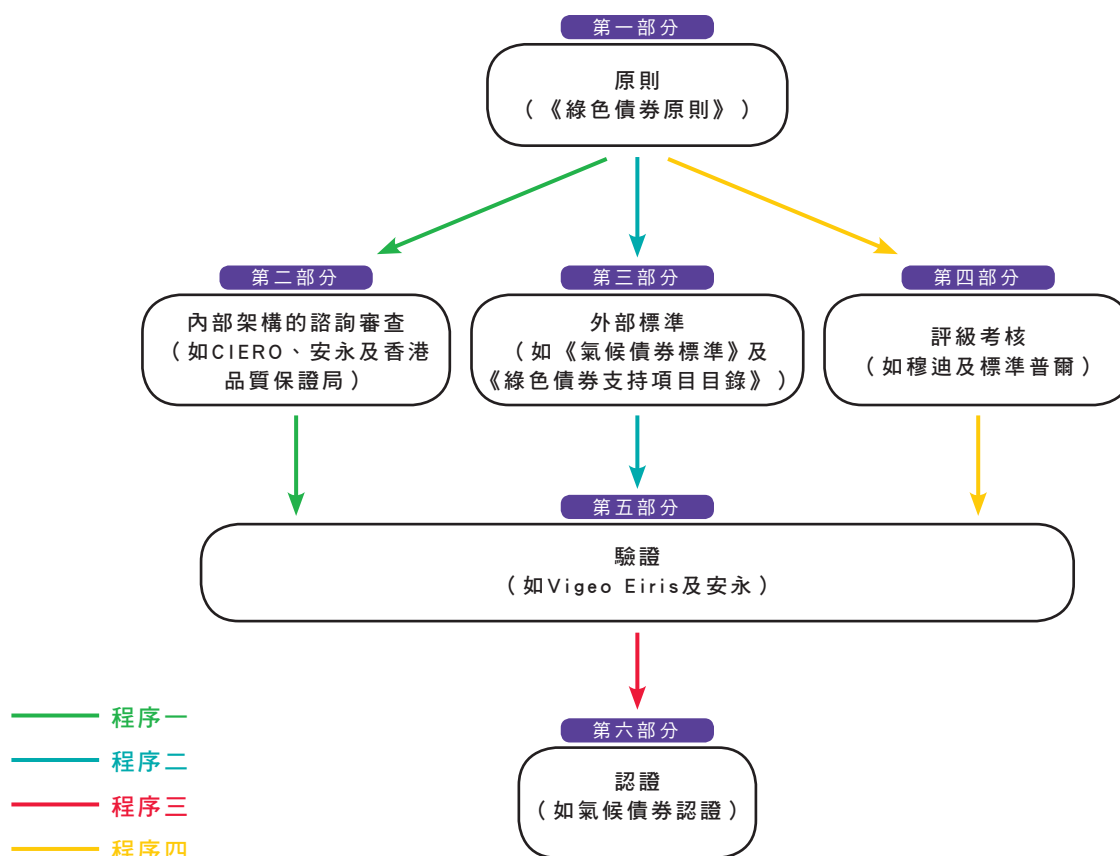 第一部分
原則
（《綠色債券原則》）
第二部分
內部架構的諮詢審查
（如CIERO、安永及香港
品質保證局）
第三部分
外部標準
（如《氣候債券標準》及
《綠色債券支持項目目錄》）
第四部分
評級考核
（如穆迪及標準普爾）
第五部分
驗證
（如Vigeo Eiris及安永）
第六部分
認證
（如氣候債券認證）
程序一
程序二
程序三
程序四